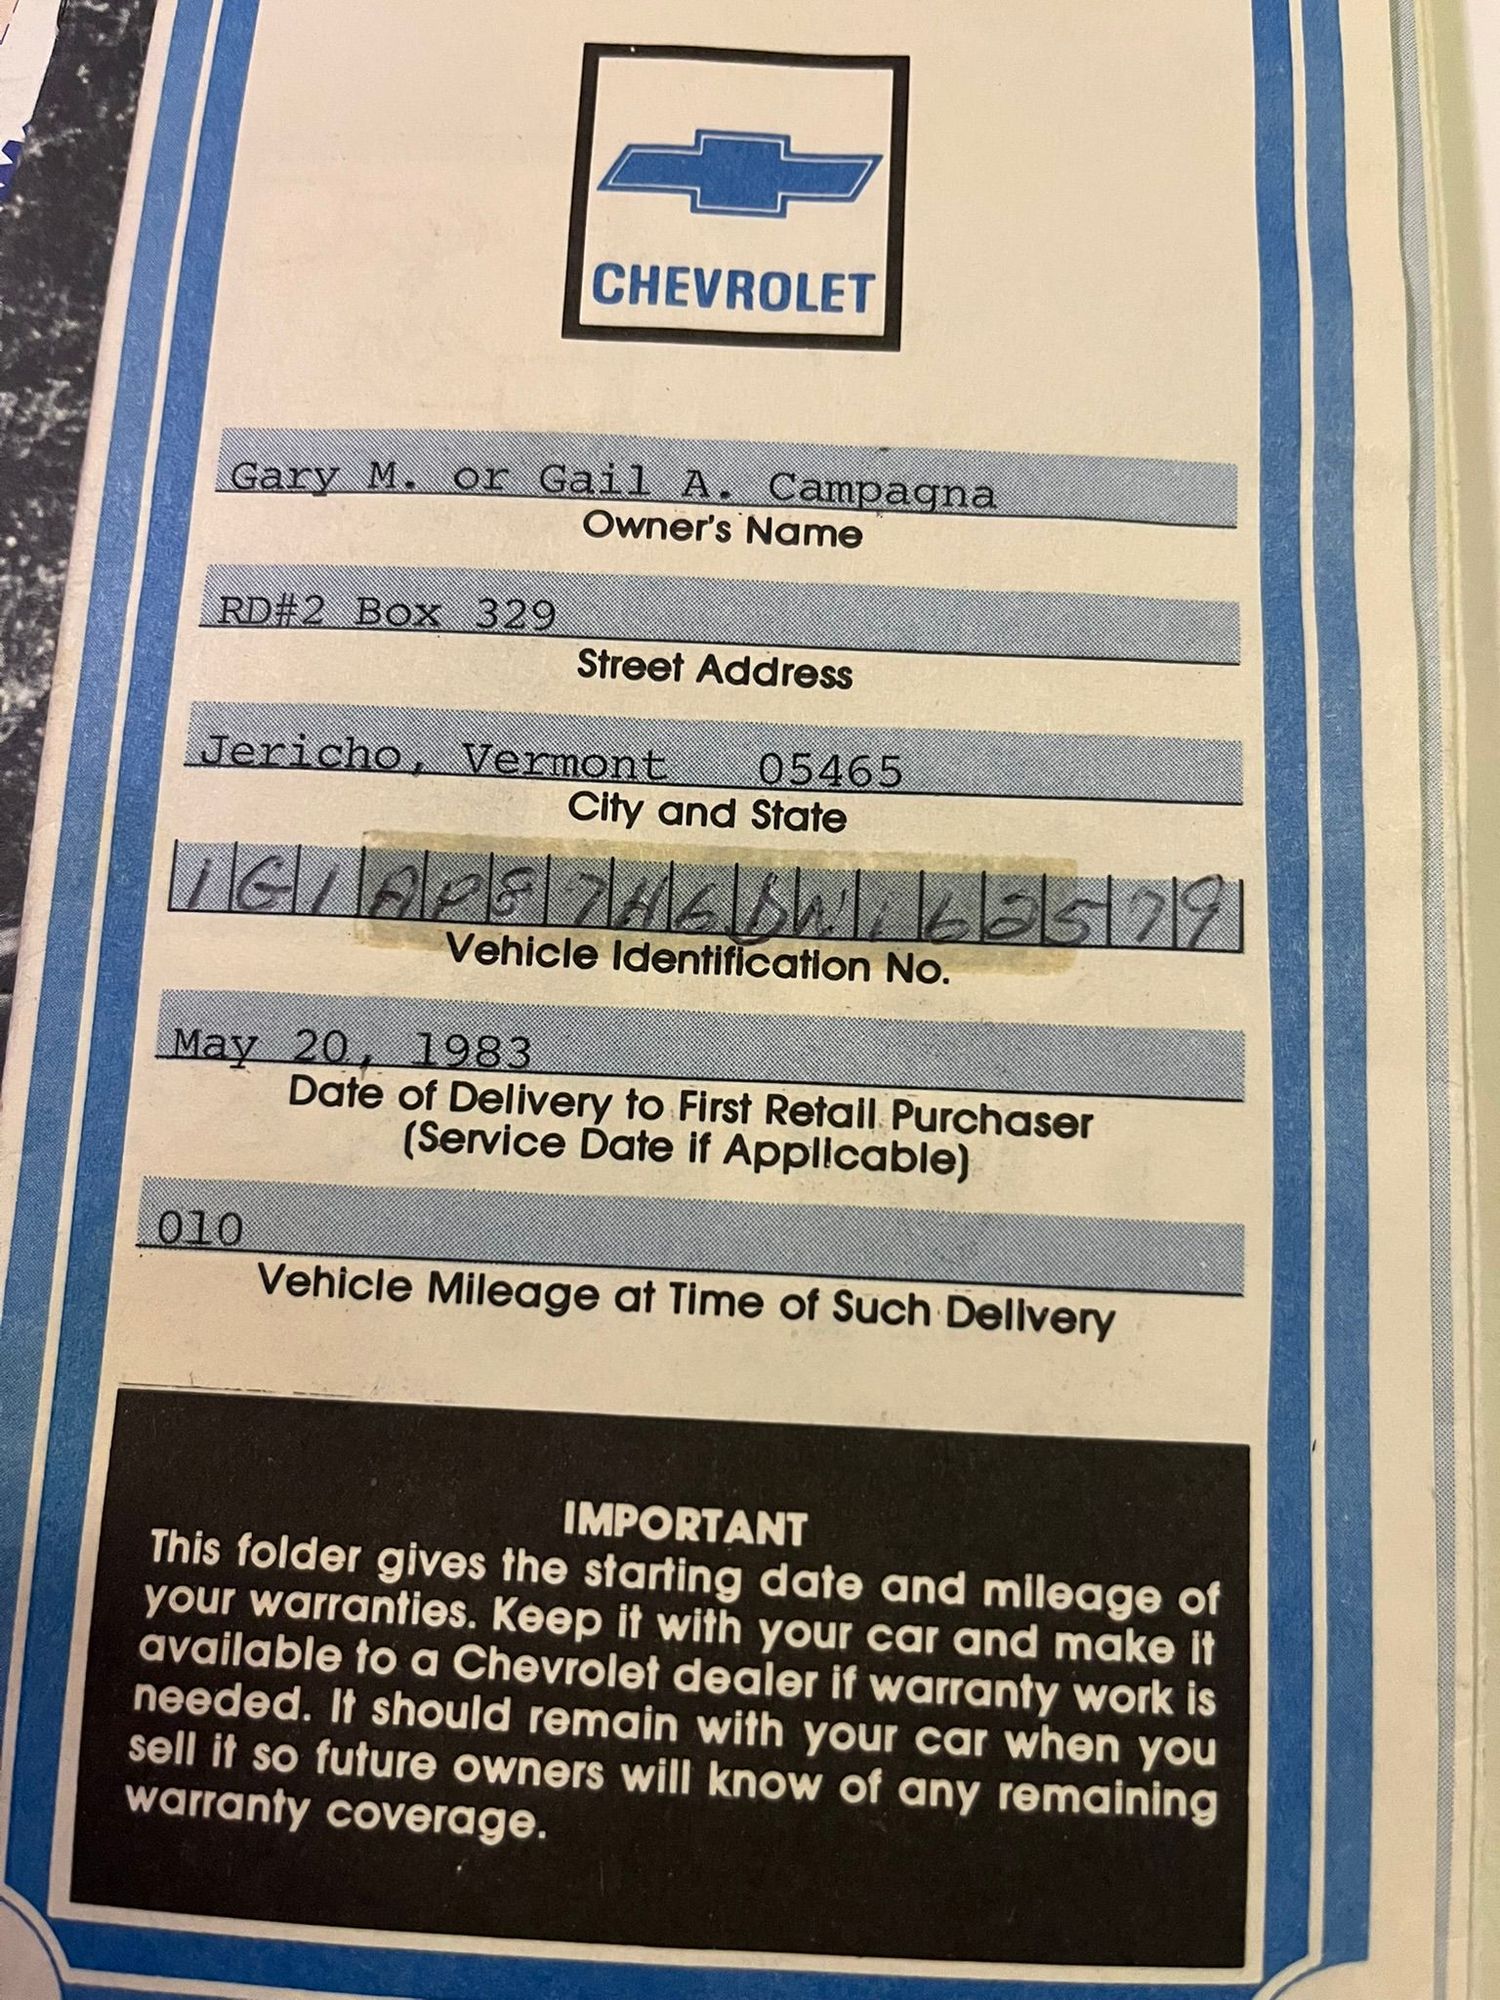 CHEVROLET
Gary M. or Gail A. Campagna
Owner's Name
RD#2 Box 329
Street Address
Jericho, Vermont 05465
City and State
1G1AP87H6DN162579
Vehicle Identification No.
May 20, 1983
Date of Delivery to First Retail Purchaser
(Service Date if Applicable)
010
Vehicle Mileage at Time of Such Delivery
IMPORTANT
This folder gives the starting date and mileage of
your warranties. Keep it with your car and make it
available to a Chevrolet dealer if warranty work is
needed. It should remain with your car when you
sell it so future owners will know of any remaining
warranty coverage.